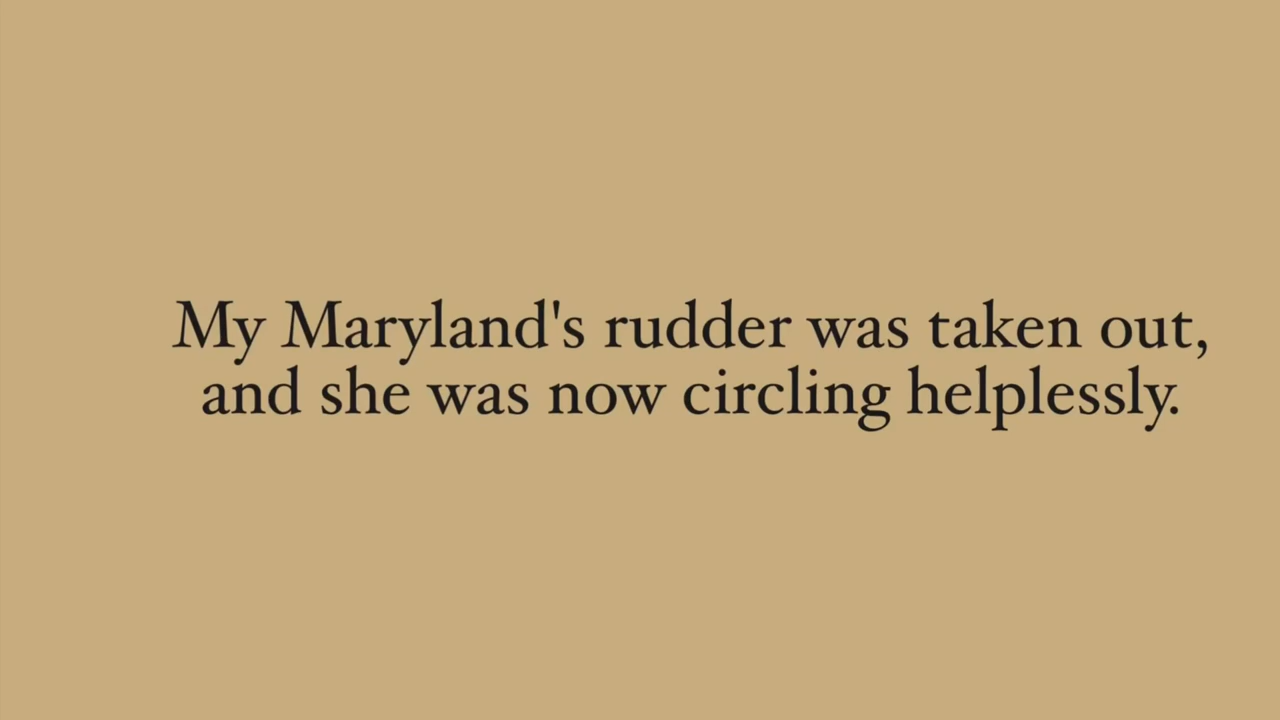 My Maryland's rudder was taken out,
and she was now circling helplessly.